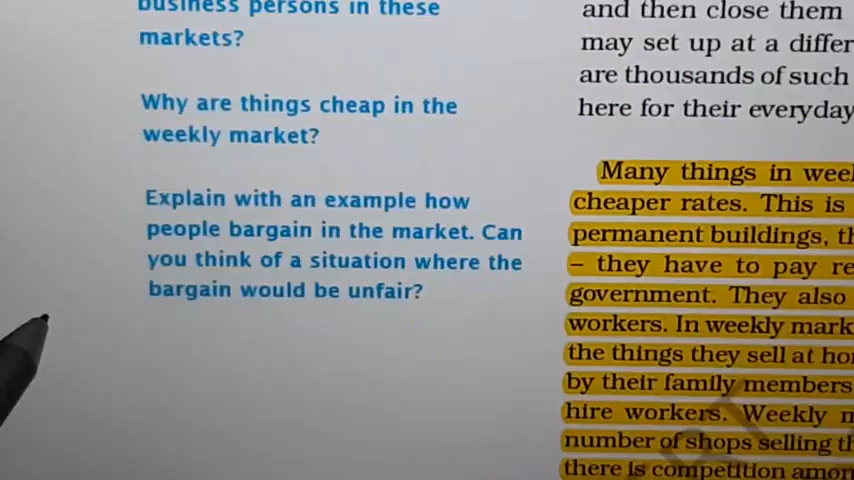 business persons in these
markets?
Why are things cheap in the
weekly market?
Explain with an example how
people bargain in the market. Can
you think of a situation where the
bargain would be unfair?
and then close them
may set up at a differ
are thousands of such
here for their everyday
Many things in week
cheaper rates. This is
permanent buildings, th
– they have to pay re
government. They also
workers. In weekly mark
the things they sell at ho
by their family members
hire workers. Weekly m
number of shops selling th
there is competition amon